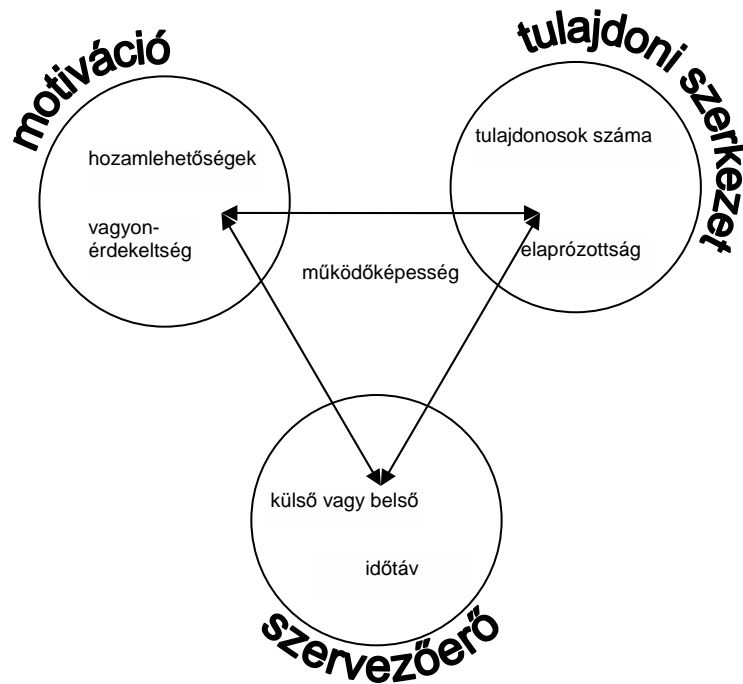 motiváció
hozamlehetőségek
vagyon-
érdekeltség
tulajdoni szerkezet
tulajdonosok száma
elaprózottság
működőképesség
külső vagy belső
időtáv
szervezőerő